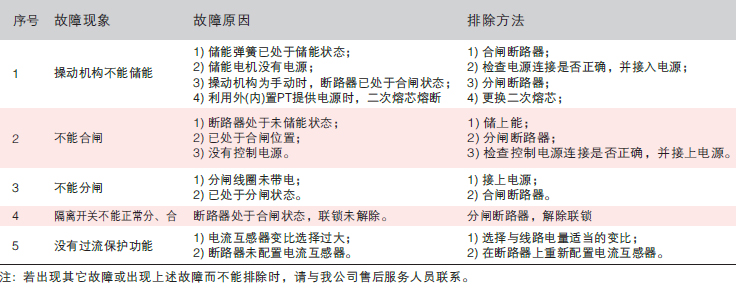 序号 故障现象 故障原因 排除方法
1 操动机构不能储能
1) 储能弹簧已处于储能状态；
2) 储能电机没有电源；
3) 操动机构为手动时，断路器已处于合闸状态；
4) 利用外(内)置PT提供电源时，二次熔芯熔断
1) 合闸断路器；
2) 检查电源连接是否正确，并接入电源；
3) 分闸断路器；
4) 更换二次熔芯；
2 不能合闸
1) 断路器处于未储能状态；
2) 已处于合闸位置；
3) 没有控制电源。
1) 储上能；
2) 分闸断路器；
3) 检查控制电源连接是否正确，并接上电源。
3 不能分闸
1) 分闸线圈未带电；
2) 已处于分闸状态。
1) 接上电源；
2) 合闸断路器。
4 隔离开关不能正常分、合 断路器处于合闸状态，联锁未解除。 分闸断路器，解除联锁
5 没有过流保护功能
1) 电流互感器变比选择过大；
2) 断路器未配置电流互感器。
1) 选择与线路电量适当的变比；
2) 在断路器上重新配置电流互感器。
注: 若出现其它故障或出现上述故障而不能排除时，请与我公司售后服务人员联系。